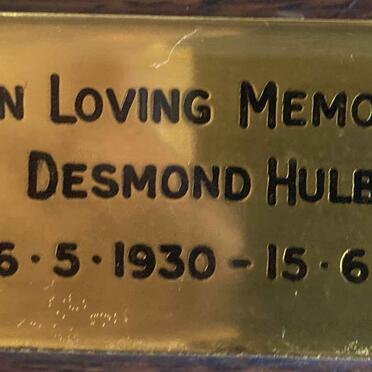 N LOVING MEMO
DESMOND HULB
6·5·1930-15·6